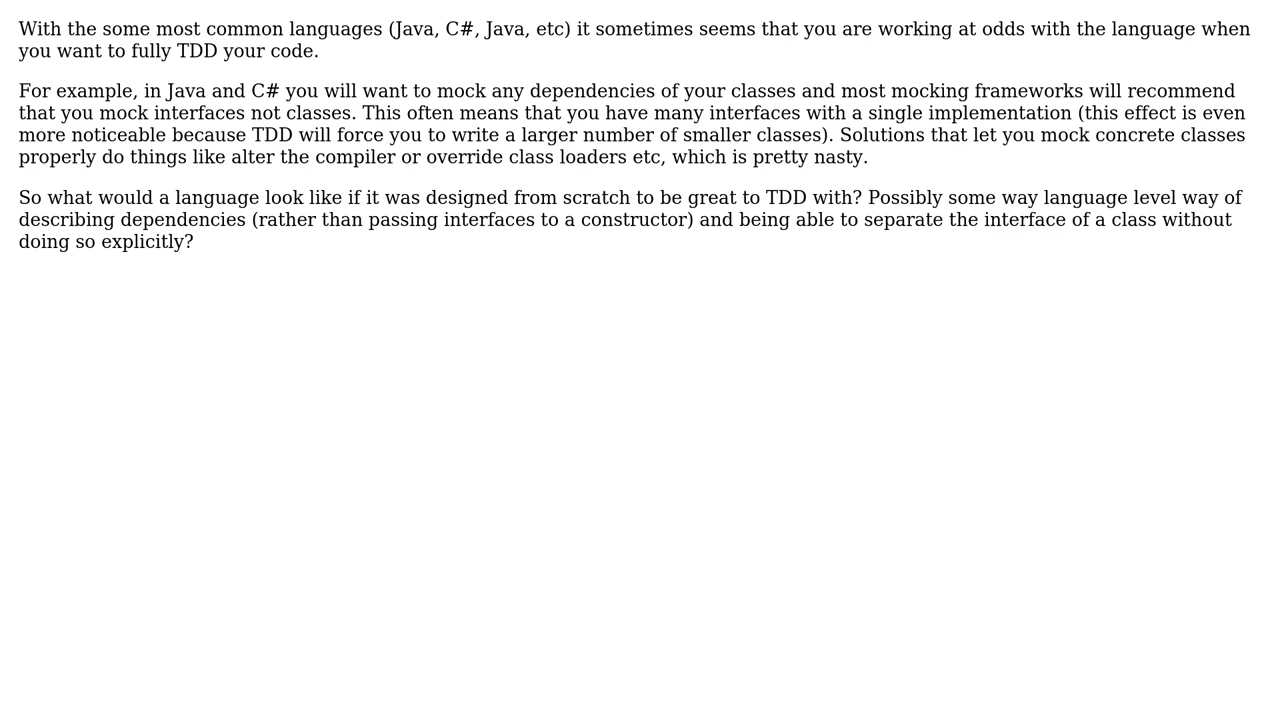 With the some most common languages (Java, C#, Java, etc) it sometimes seems that you are working at odds with the language when
you want to fully TDD your code.
For example, in Java and C# you will want to mock any dependencies of your classes and most mocking frameworks will recommend
that you mock interfaces not classes. This often means that you have many interfaces with a single implementation (this effect is even
more noticeable because TDD will force you to write a larger number of smaller classes). Solutions that let you mock concrete classes
properly do things like alter the compiler or override class loaders etc, which is pretty nasty.
So what would a language look like if it was designed from scratch to be great to TDD with? Possibly some way language level way of
describing dependencies (rather than passing interfaces to a constructor) and being able to separate the interface of a class without
doing so explicitly?